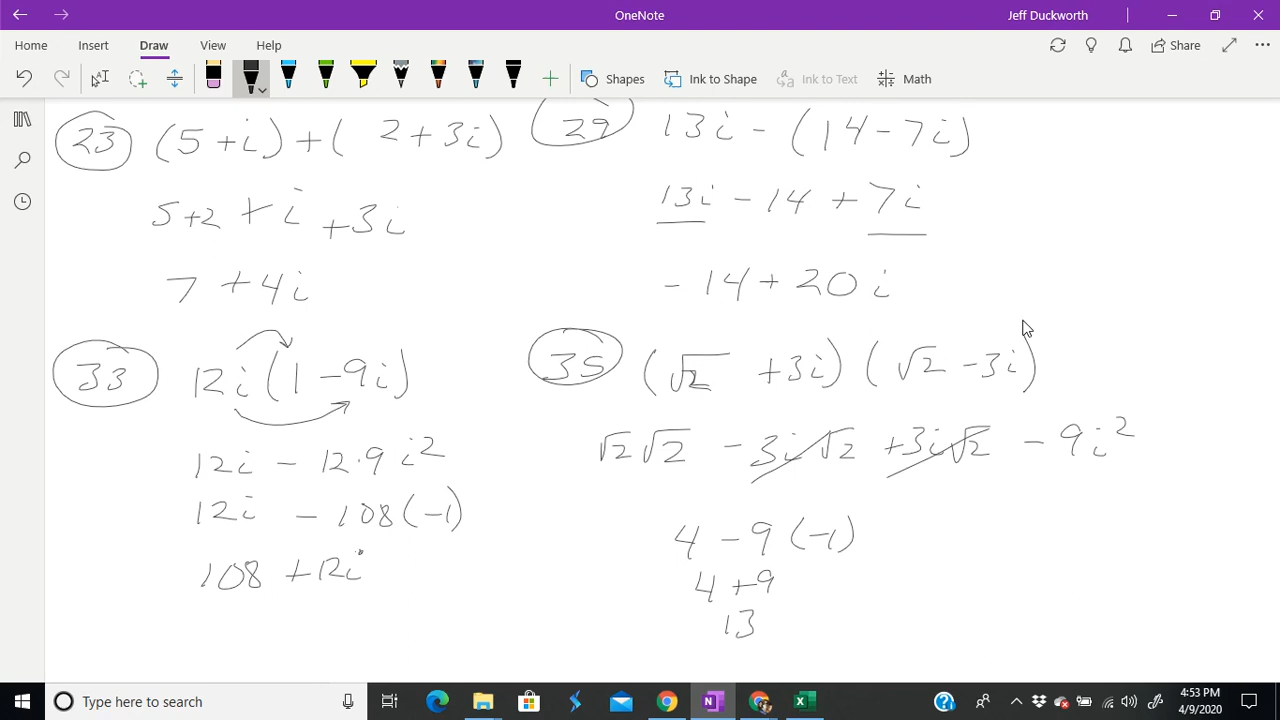 OneNote
Jeff Duckworth
Home Insert Draw View Help Share
Shapes Ink to Shape Ink to Text Math
23 (5+i)+( 2+3i)
5+2 +i +3i
7 +4i
29 13i - (14-7i)
13i - 14 + 7i
- 14 + 20i
33 12i(1-9i)
12i - 12·9i²
12i - 108(-1)
108 +12i
35 (√2 +3i)(√2 -3i)
√2√2 -3i√2 +3i√2 - 9i²
4 - 9(-1)
4 +9
13
Type here to search
4:53 PM
4/9/2020